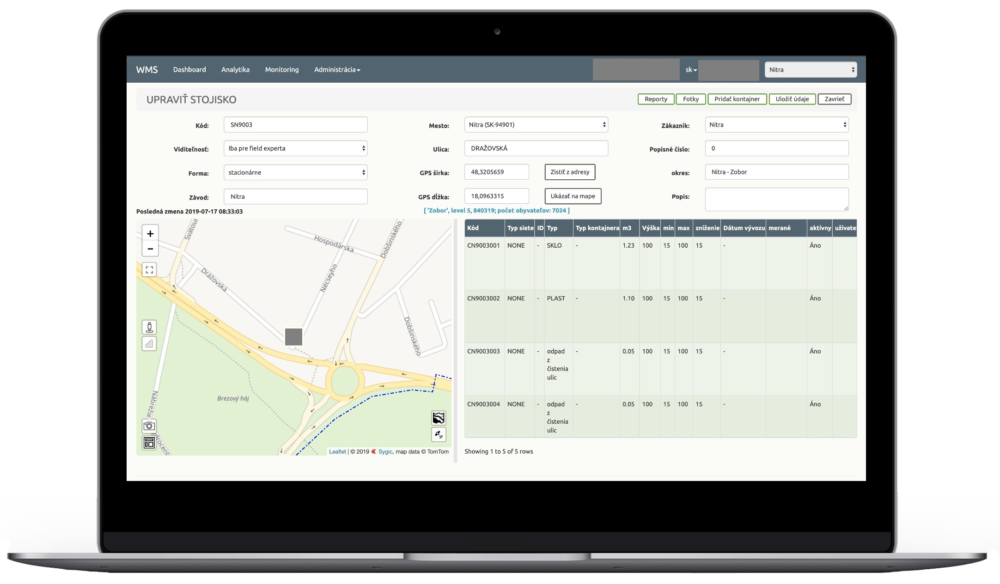 WMS Dashboard Analytika Monitoring Administrácia sk Nitra
UPRAVIŤ STOJISKO Reporty Fotky Pridať kontajner Uložiť údaje Zavrieť
Kód: SN9003 Mesto: Nitra (SK-94901) Zákazník: Nitra
Viditeľnosť: Iba pre field experta Ulica: DRAŽOVSKÁ Popisné číslo: 0
Forma: stacionárne GPS šírka: 48,3205659 Zistiť z adresy okres: Nitra - Zobor
Závod: Nitra GPS dĺžka: 18,0963315 Ukázať na mape Popis:
Posledná zmena 2019-07-17 08:33:03 [ 'Zobor', level 5, 840319; počet obyvateľov: 7024 ]
+
-
Hospodárska
Dobšinského
Drážovská
Nécseyho
Dobšinského
Brezový háj
Nábrežie
Leaflet | © 2019 Sygic, map data © TomTom
Kód Typ siete ID Typ Typ kontajnera m3 Výška min max zníženie Dátum vývozu merané aktívny užívate
CN9003001 NONE - SKLO - 1.23 100 15 100 15 - Áno
CN9003002 NONE - PLAST - 1.10 100 15 100 15 - Áno
CN9003003 NONE - odpad - 0.05 100 15 100 15 - Áno
z
čistenia
ulíc
CN9003004 NONE - odpad - 0.05 100 15 100 15 - Áno
z
čistenia
ulíc
Showing 1 to 5 of 5 rows